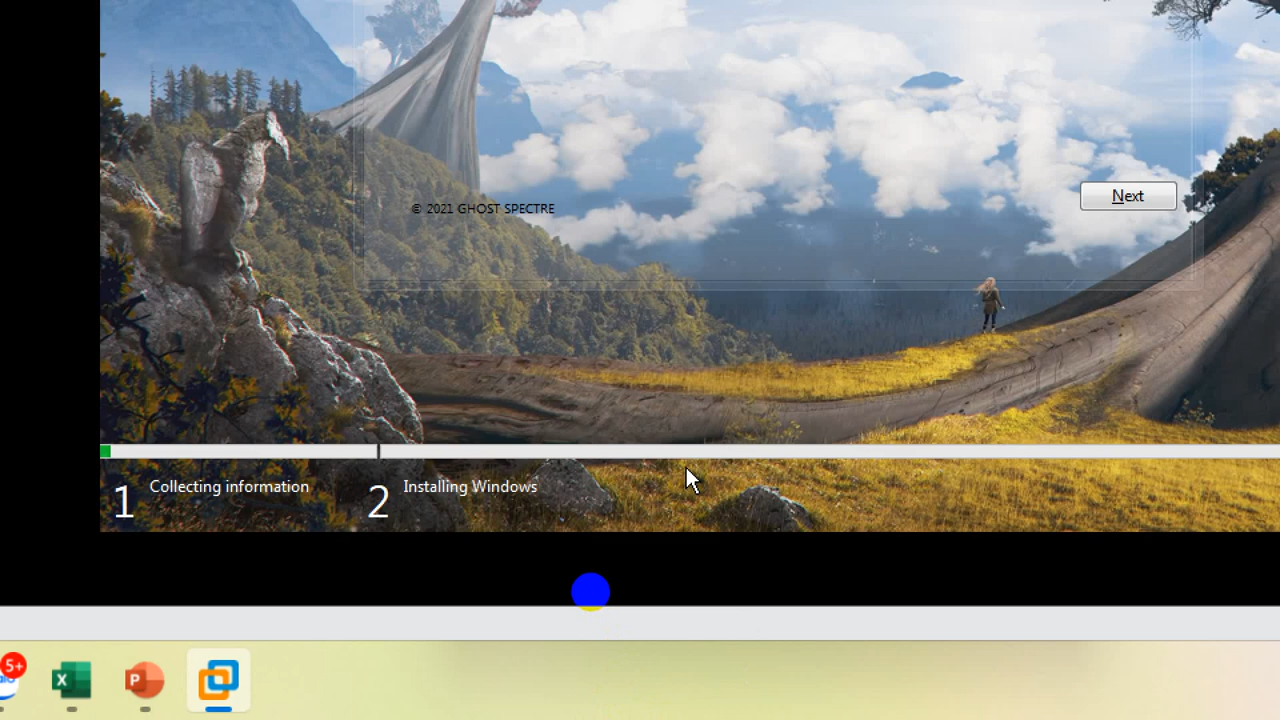 © 2021 GHOST SPECTRE
Next
1 Collecting information
2 Installing Windows
5+
X
P